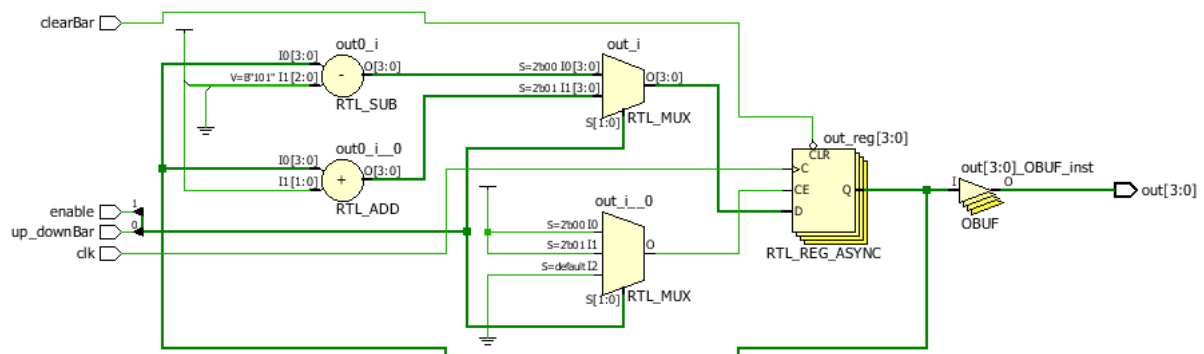 clearBar
out0_i
I0[3:0]
O[3:0]
V=B"101" I1[2:0]
-
RTL_SUB
out_i
S=2'b00 I0[3:0]
O[3:0]
S=2'b01 I1[3:0]
S[1:0]
RTL_MUX
out0_i__0
I0[3:0]
O[3:0]
I1[1:0]
+
RTL_ADD
out_reg[3:0]
CLR
C
CE
Q
D
RTL_REG_ASYNC
out[3:0]_OBUF_inst
I
O
OBUF
out[3:0]
enable
1
up_downBar
0
clk
out_i__0
S=2'b00 I0
S=2'b01 I1
O
S=default I2
S[1:0]
RTL_MUX